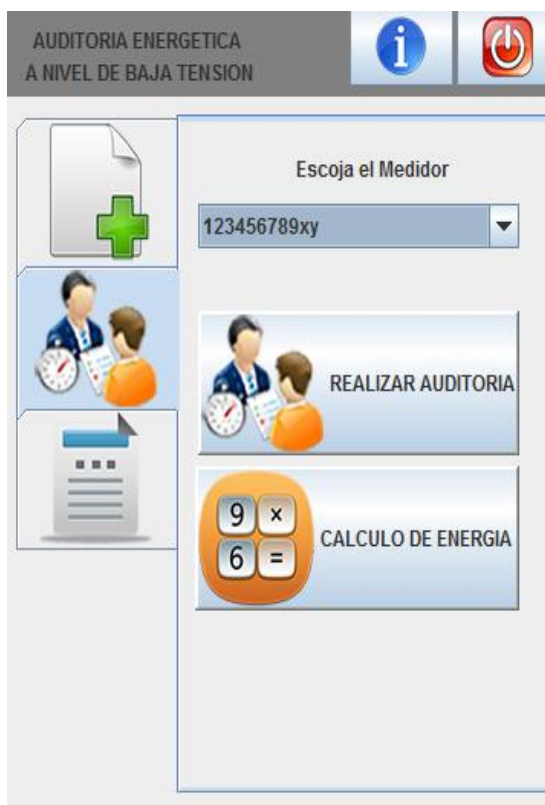 AUDITORIA ENERGETICA
A NIVEL DE BAJA TENSION
i
Escoja el Medidor
123456789xy
REALIZAR AUDITORIA
9 ×
6 =
CALCULO DE ENERGIA